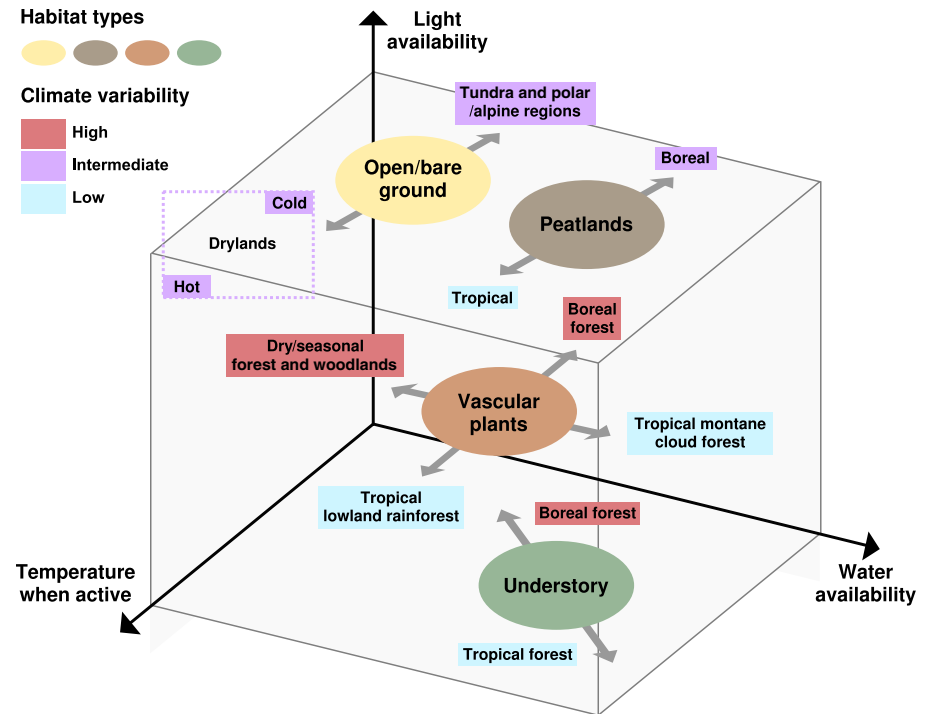 Habitat types
Climate variability
High
Intermediate
Low
Light
availability
Tundra and polar
/alpine regions
Open/bare
ground
Boreal
Peatlands
Cold
Drylands
Hot
Tropical
Boreal
forest
Dry/seasonal
forest and woodlands
Vascular
plants
Tropical montane
cloud forest
Tropical
lowland rainforest
Boreal forest
Understory
Tropical forest
Temperature
when active
Water
availability